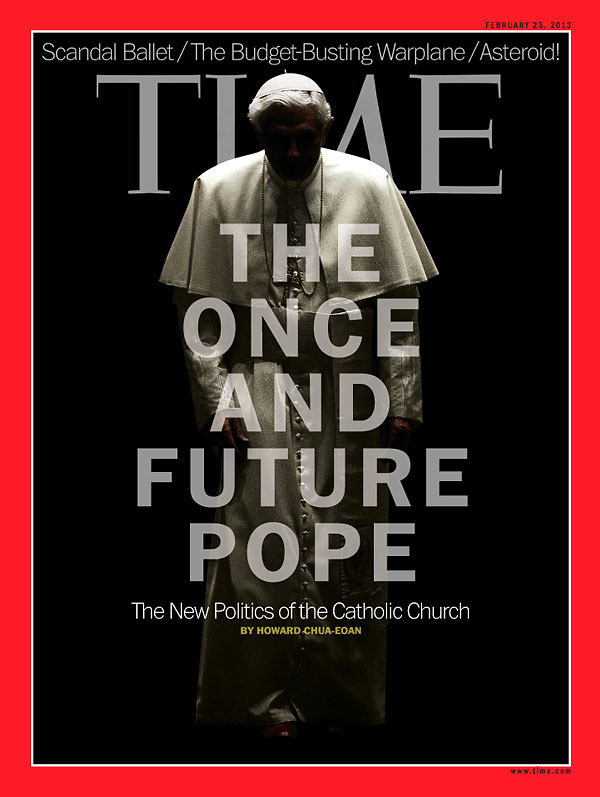 FEBRUARY 25, 2013
Scandal Ballet / The Budget-Busting Warplane / Asteroid!
TIME
THE
ONCE
AND
FUTURE
POPE
The New Politics of the Catholic Church
BY HOWARD CHUA-EOAN
www.time.com